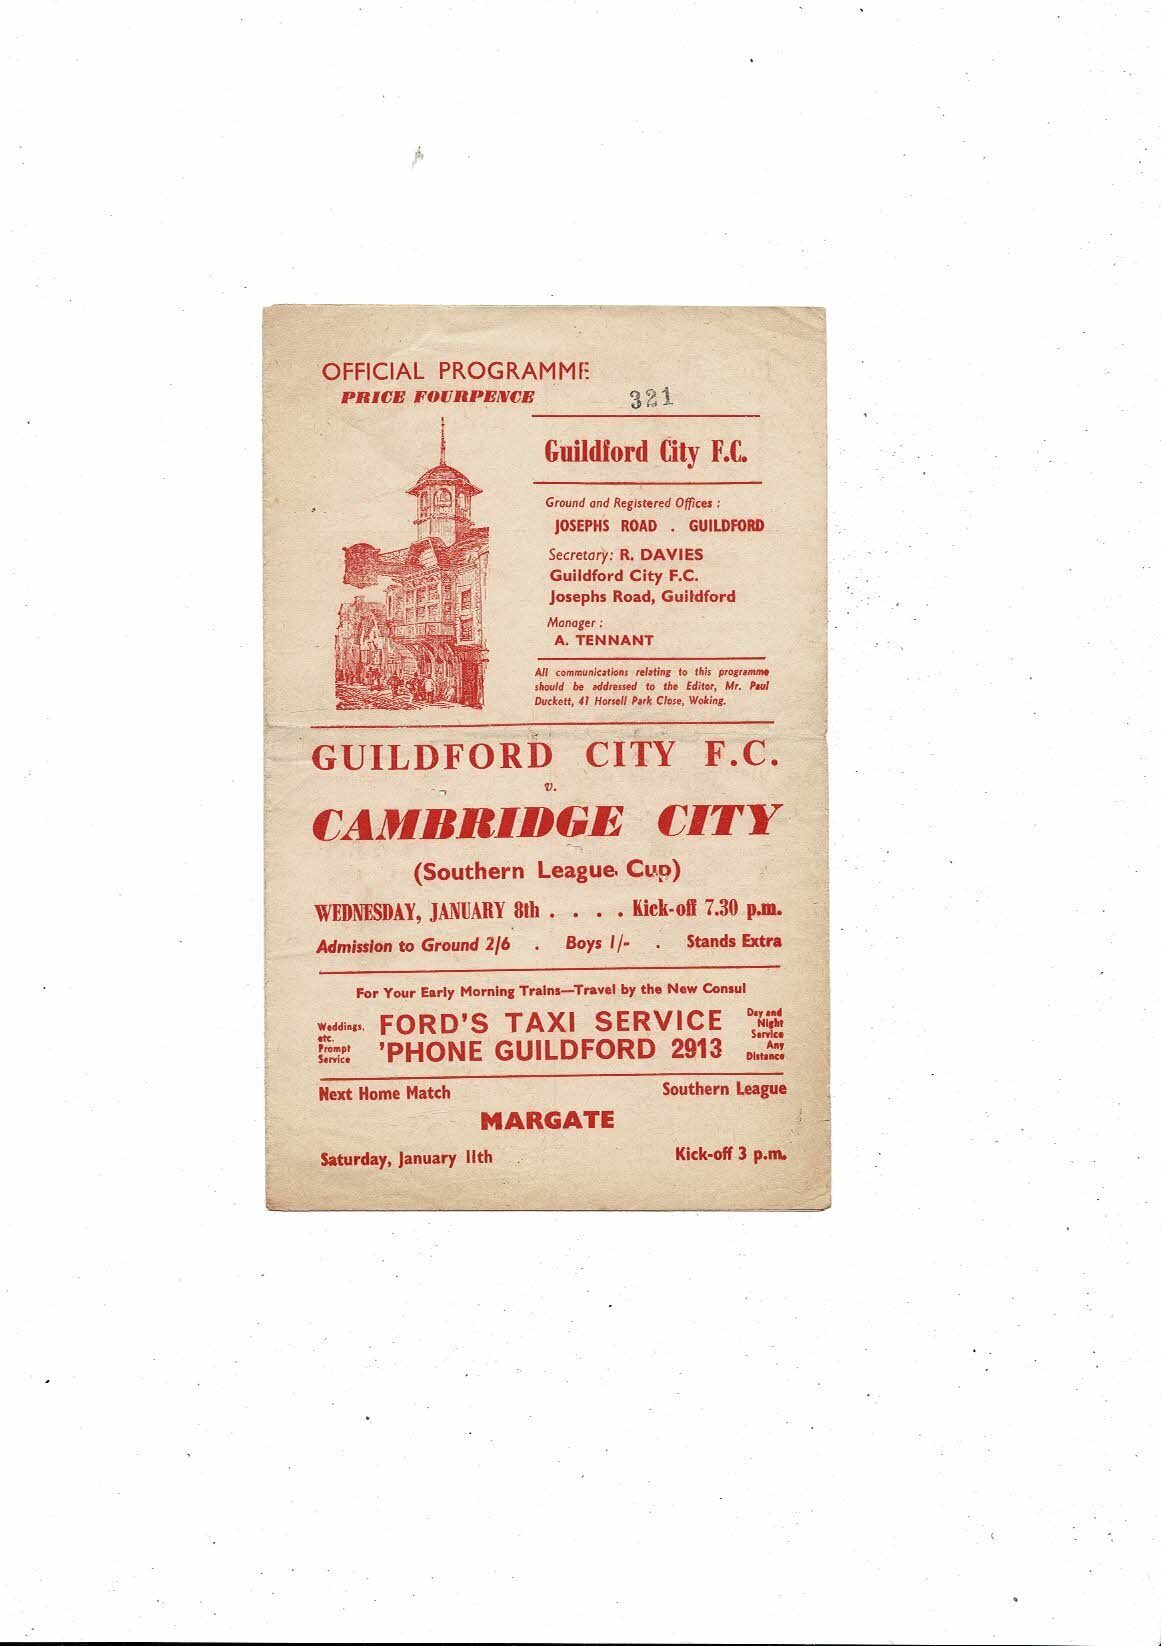 OFFICIAL PROGRAMME
PRICE FOURPENCE
321
Guildford City F.C.
Ground and Registered Offices :
JOSEPHS ROAD . GUILDFORD
Secretary: R. DAVIES
Guildford City F.C.
Josephs Road, Guildford
Manager :
A. TENNANT
All communications relating to this programme
should be addressed to the Editor, Mr. Paul
Duckett, 41 Horsell Park Close, Woking.
GUILDFORD CITY F.C.
v.
CAMBRIDGE CITY
(Southern League Cup)
WEDNESDAY, JANUARY 8th . . . . Kick-off 7.30 p.m.
Admission to Ground 2/6 . Boys 1/- . Stands Extra
For Your Early Morning Trains—Travel by the New Consul
Weddings, etc. Prompt Service
FORD'S TAXI SERVICE
'PHONE GUILDFORD 2913
Day and Night Service Any Distance
Next Home Match Southern League
MARGATE
Saturday, January 11th Kick-off 3 p.m.